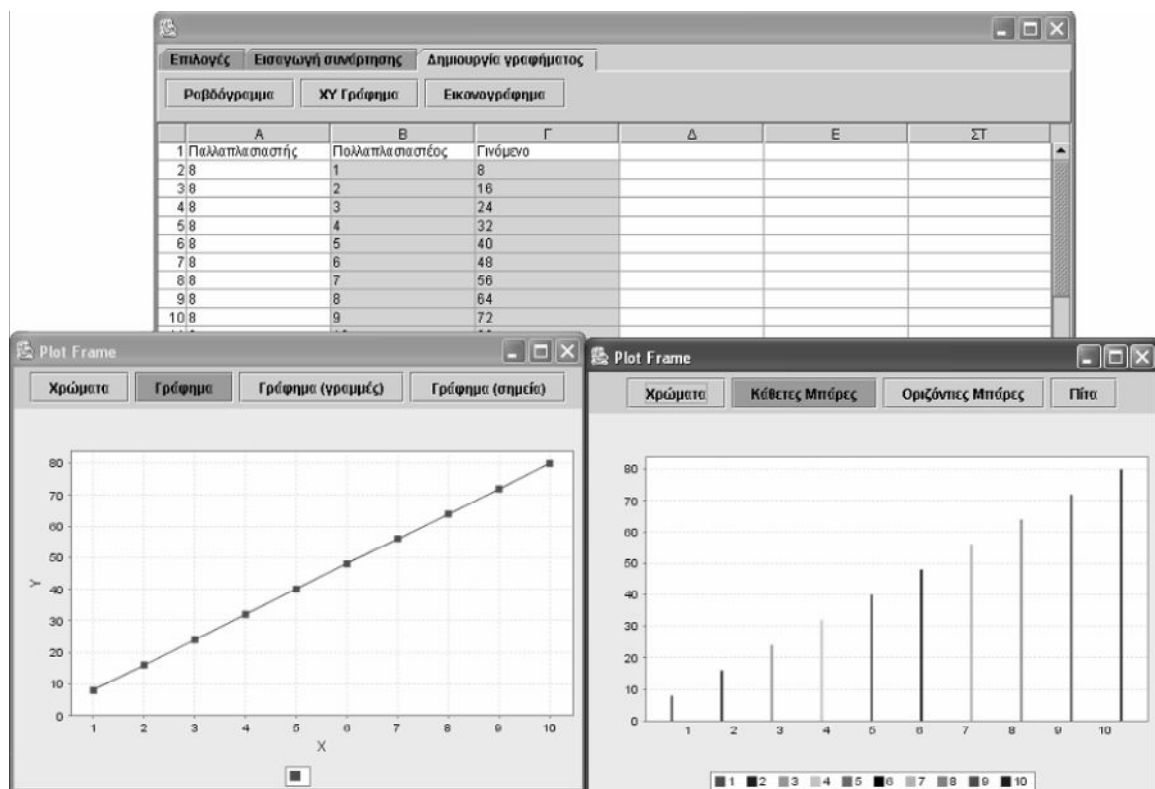 Επιλογές Εισαγωγή συνάρτησης Δημιουργία γραφήματος
Ραβδόγραμμα ΧΥ Γράφημα Εικονογράφημα
Α Β Γ Δ Ε ΣΤ
1 Παλλαπλασιαστής Πολλαπλασιαστέος Γινόμενο
2 8 1 8
3 8 2 16
4 8 3 24
5 8 4 32
6 8 5 40
7 8 6 48
8 8 7 56
9 8 8 64
10 8 9 72
Plot Frame
Χρώματα Γράφημα Γράφημα (γραμμές) Γράφημα (σημεία)
80
70
60
50
40
30
20
10
0
Y
1 2 3 4 5 6 7 8 9 10
X
Plot Frame
Χρώματα Κάθετες Μπάρες Οριζόντιες Μπάρες Πίτα
80
70
60
50
40
30
20
10
0
1 2 3 4 5 6 7 8 9 10
1 2 3 4 5 6 7 8 9 10